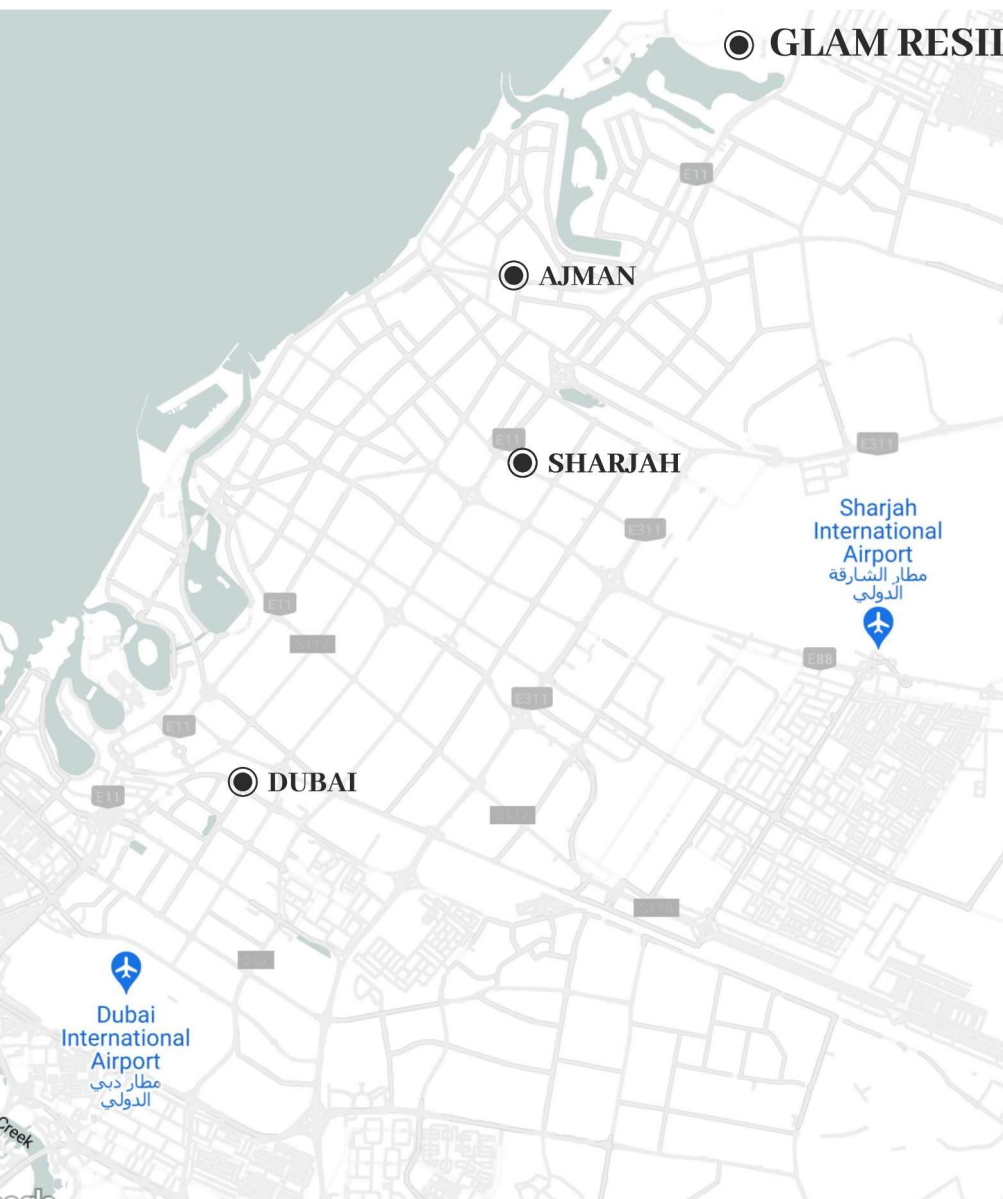 GLAM RESII
E11
AJMAN
E11
SHARJAH
E311
E311
Sharjah
International
Airport
مطار الشارقة
الدولي
E11
E88
E311
E11
DUBAI
E11
Dubai
International
Airport
مطار دبي
الدولي
Creek